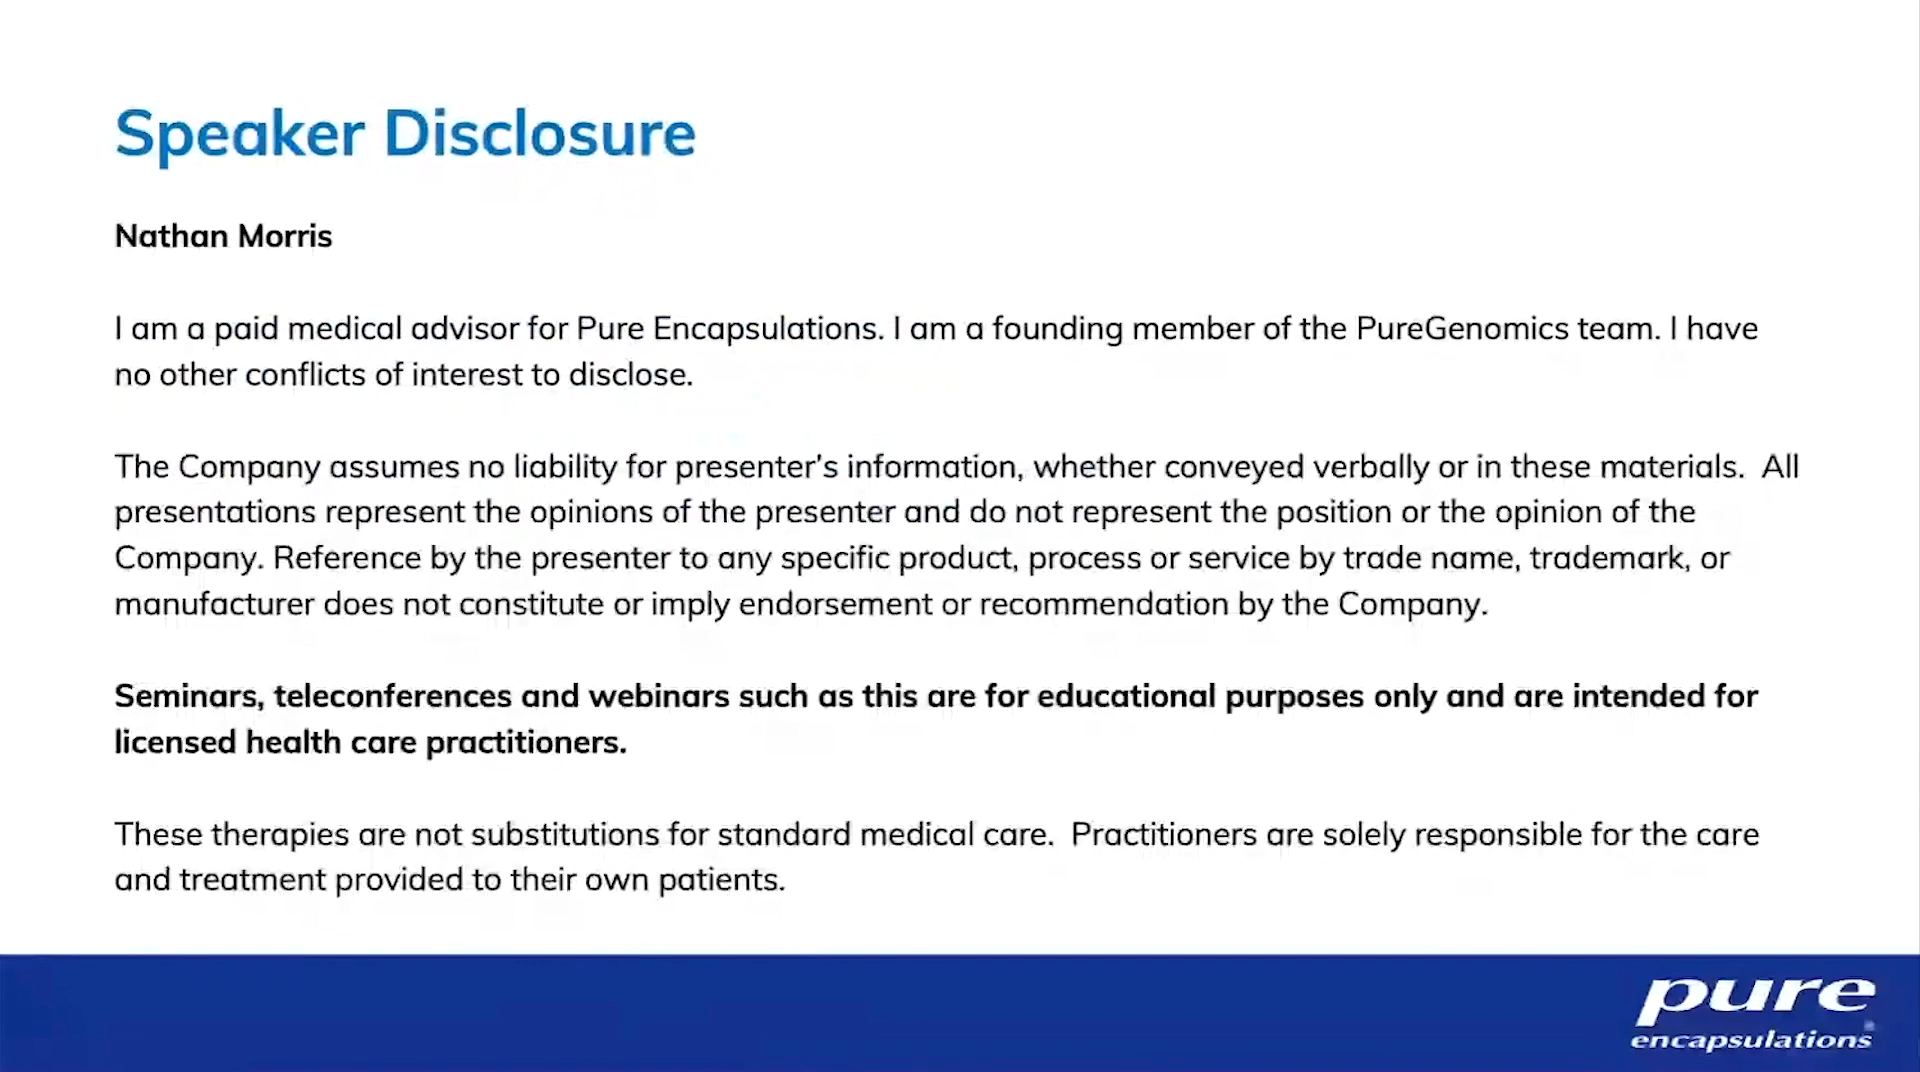 Speaker Disclosure
Nathan Morris
I am a paid medical advisor for Pure Encapsulations. I am a founding member of the PureGenomics team. I have
no other conflicts of interest to disclose.
The Company assumes no liability for presenter's information, whether conveyed verbally or in these materials.  All
presentations represent the opinions of the presenter and do not represent the position or the opinion of the
Company. Reference by the presenter to any specific product, process or service by trade name, trademark, or
manufacturer does not constitute or imply endorsement or recommendation by the Company.
Seminars, teleconferences and webinars such as this are for educational purposes only and are intended for
licensed health care practitioners.
These therapies are not substitutions for standard medical care.  Practitioners are solely responsible for the care
and treatment provided to their own patients.
pure
encapsulations